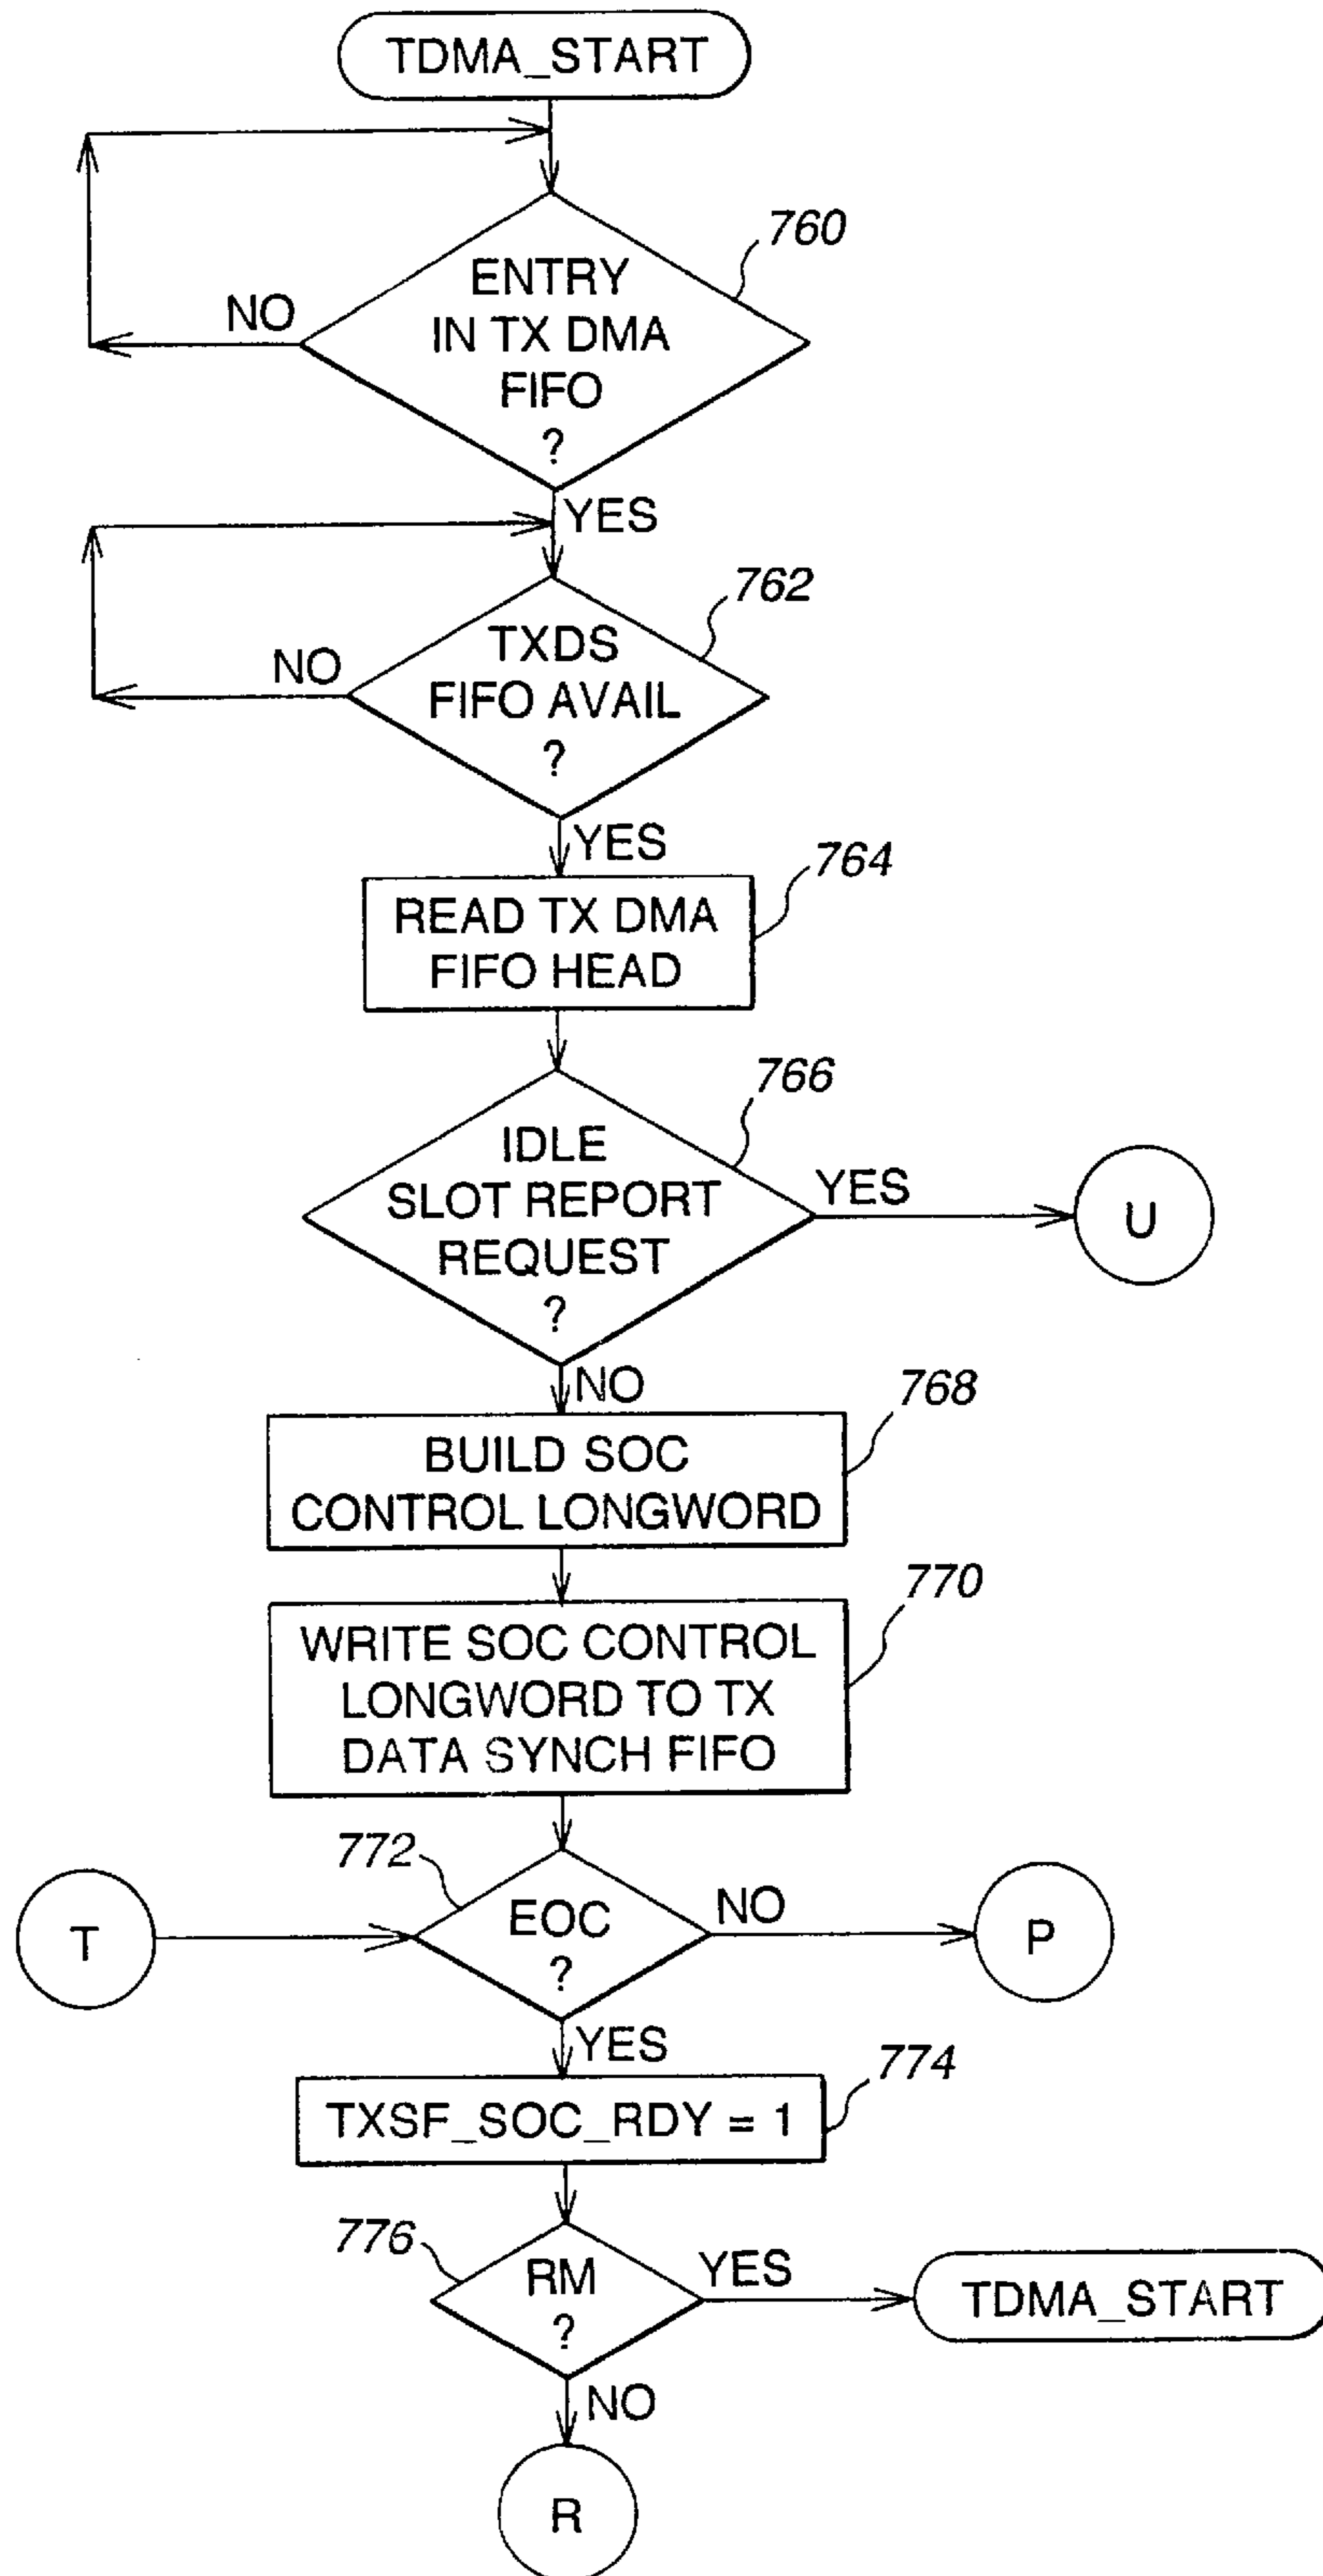 TDMA_START
760
ENTRY
IN TX DMA
FIFO
?
NO
YES
762
TXDS
FIFO AVAIL
?
NO
YES
764
READ TX DMA
FIFO HEAD
766
IDLE
SLOT REPORT
REQUEST
?
YES
U
NO
768
BUILD SOC
CONTROL LONGWORD
770
WRITE SOC CONTROL
LONGWORD TO TX
DATA SYNCH FIFO
772
T
EOC
?
NO
P
YES
774
TXSF_SOC_RDY = 1
776
RM
?
YES
TDMA_START
NO
R